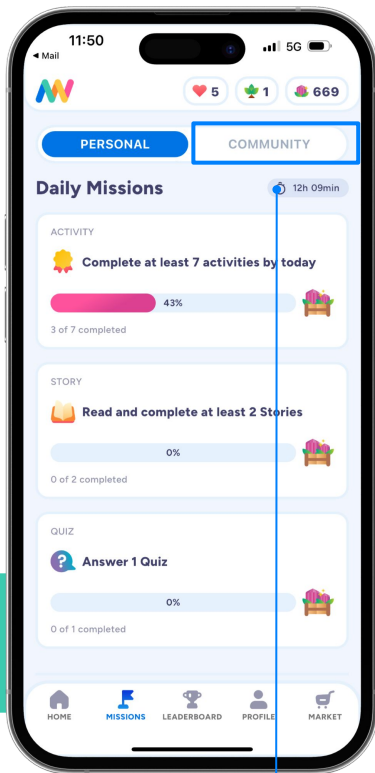 11:50
5G
◀ Mail
5
1
669
PERSONAL
COMMUNITY
Daily Missions
12h 09min
ACTIVITY
Complete at least 7 activities by today
43%
3 of 7 completed
STORY
Read and complete at least 2 Stories
0%
0 of 2 completed
QUIZ
Answer 1 Quiz
0%
0 of 1 completed
HOME
MISSIONS
LEADERBOARD
PROFILE
MARKET